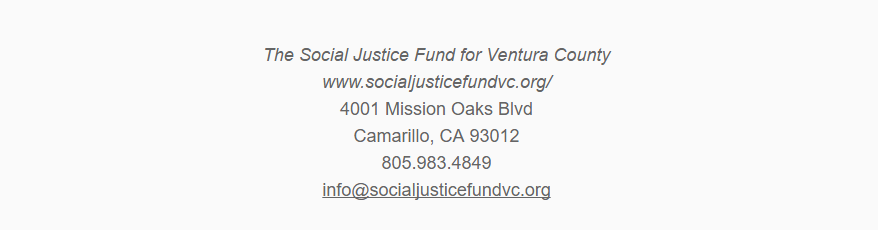 The Social Justice Fund for Ventura County
www.socialjusticefundvc.org/
4001 Mission Oaks Blvd
Camarillo, CA 93012
805.983.4849
info@socialjusticefundvc.org